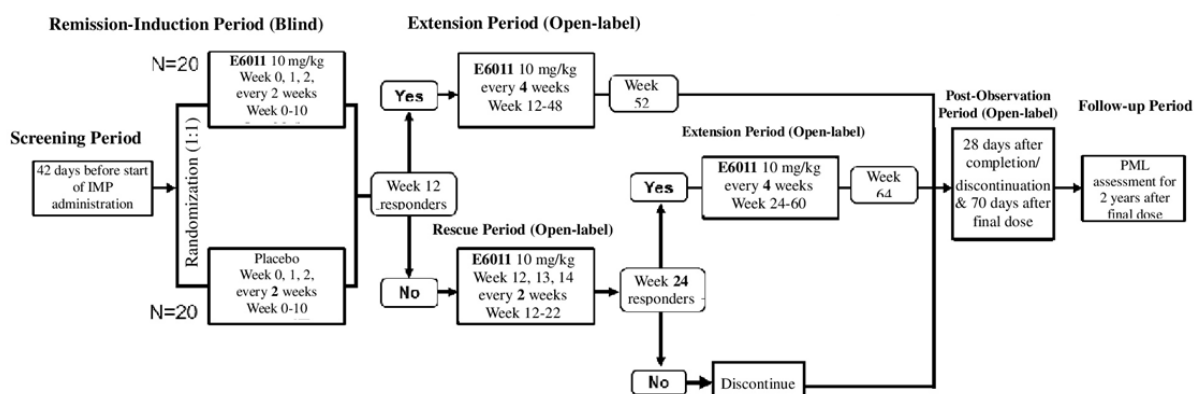 Remission-Induction Period (Blind)
Extension Period (Open-label)
N=20
E6011 10 mg/kg
Week 0, 1, 2,
every 2 weeks
Week 0-10
Screening Period
42 days before start
of IMP
administration
Randomization (1:1)
Placebo
Week 0, 1, 2,
every 2 weeks
Week 0-10
N=20
Week 12
responders
Yes
E6011 10 mg/kg
every 4 weeks
Week 12-48
Week
52
No
Rescue Period (Open-label)
E6011 10 mg/kg
Week 12, 13, 14
every 2 weeks
Week 12-22
Week 24
responders
Extension Period (Open-label)
Yes
E6011 10 mg/kg
every 4 weeks
Week 24-60
Week
64
No
Discontinue
Post-Observation
Period (Open-label)
28 days after
completion/
discontinuation
& 70 days after
final dose
Follow-up Period
PML
assessment for
2 years after
final dose